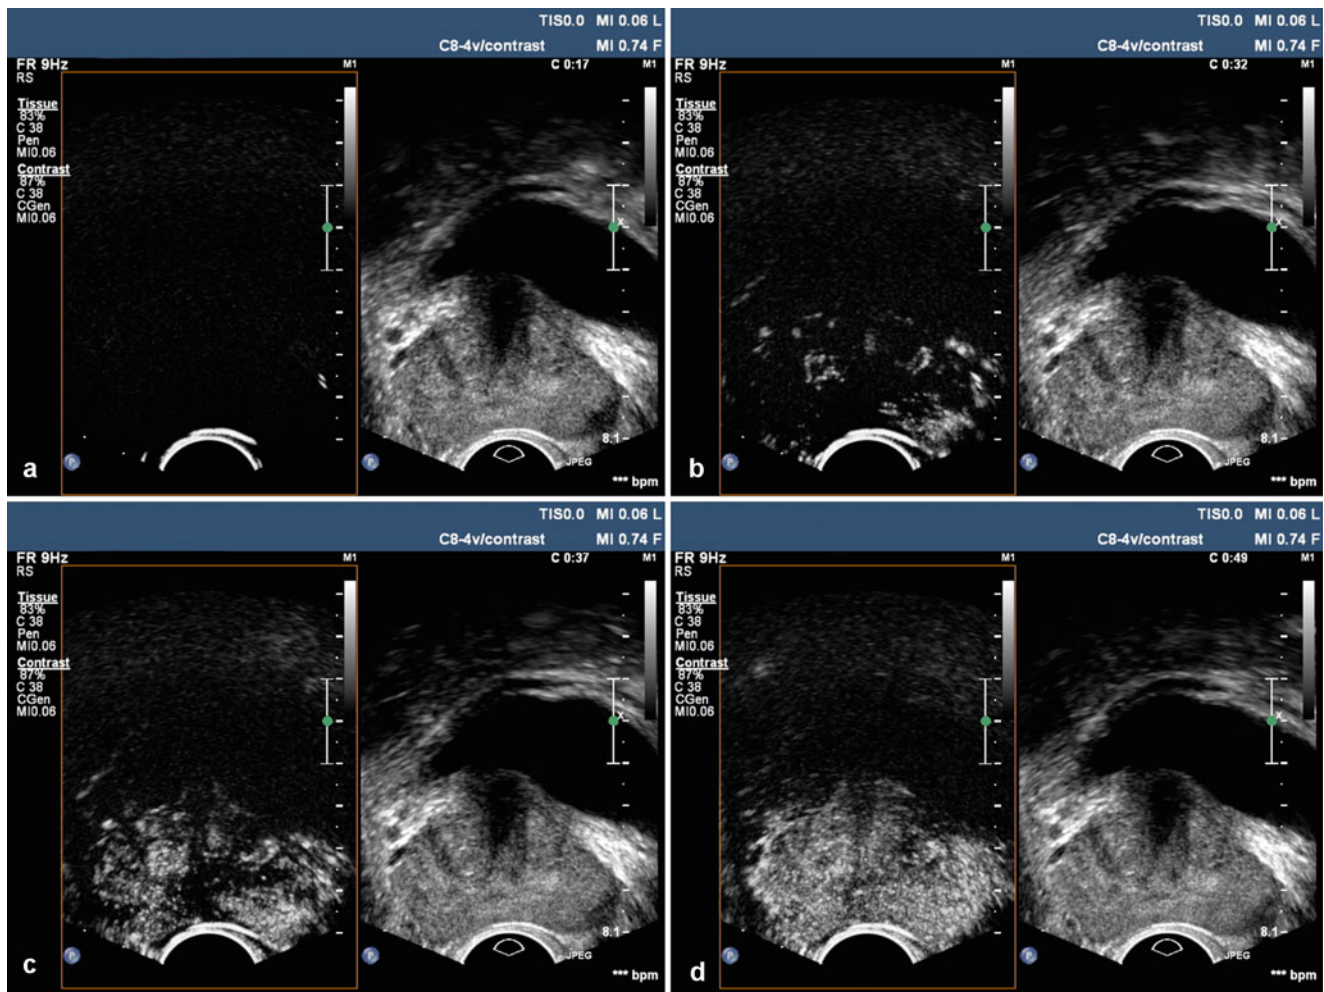 TIS0.0 MI 0.06 L
C8-4v/contrast MI 0.74 F
FR 9Hz M1 C 0:17 M1
RS
Tissue
83%
C 38
Pen
MI0.06
Contrast
87%
C 38
CGen
MI0.06
X
8.1
P P JPEG
a *** bpm
TIS0.0 MI 0.06 L
C8-4v/contrast MI 0.74 F
FR 9Hz M1 C 0:32 M1
RS
Tissue
83%
C 38
Pen
MI0.06
Contrast
87%
C 38
CGen
MI0.06
X
8.1
P P JPEG
b *** bpm
TIS0.0 MI 0.06 L
C8-4v/contrast MI 0.74 F
FR 9Hz M1 C 0:37 M1
RS
Tissue
83%
C 38
Pen
MI0.06
Contrast
87%
C 38
CGen
MI0.06
X
8.1
P P JPEG
c *** bpm
TIS0.0 MI 0.06 L
C8-4v/contrast MI 0.74 F
FR 9Hz M1 C 0:49 M1
RS
Tissue
83%
C 38
Pen
MI0.06
Contrast
87%
C 38
CGen
MI0.06
X
8.1
P P JPEG
d *** bpm